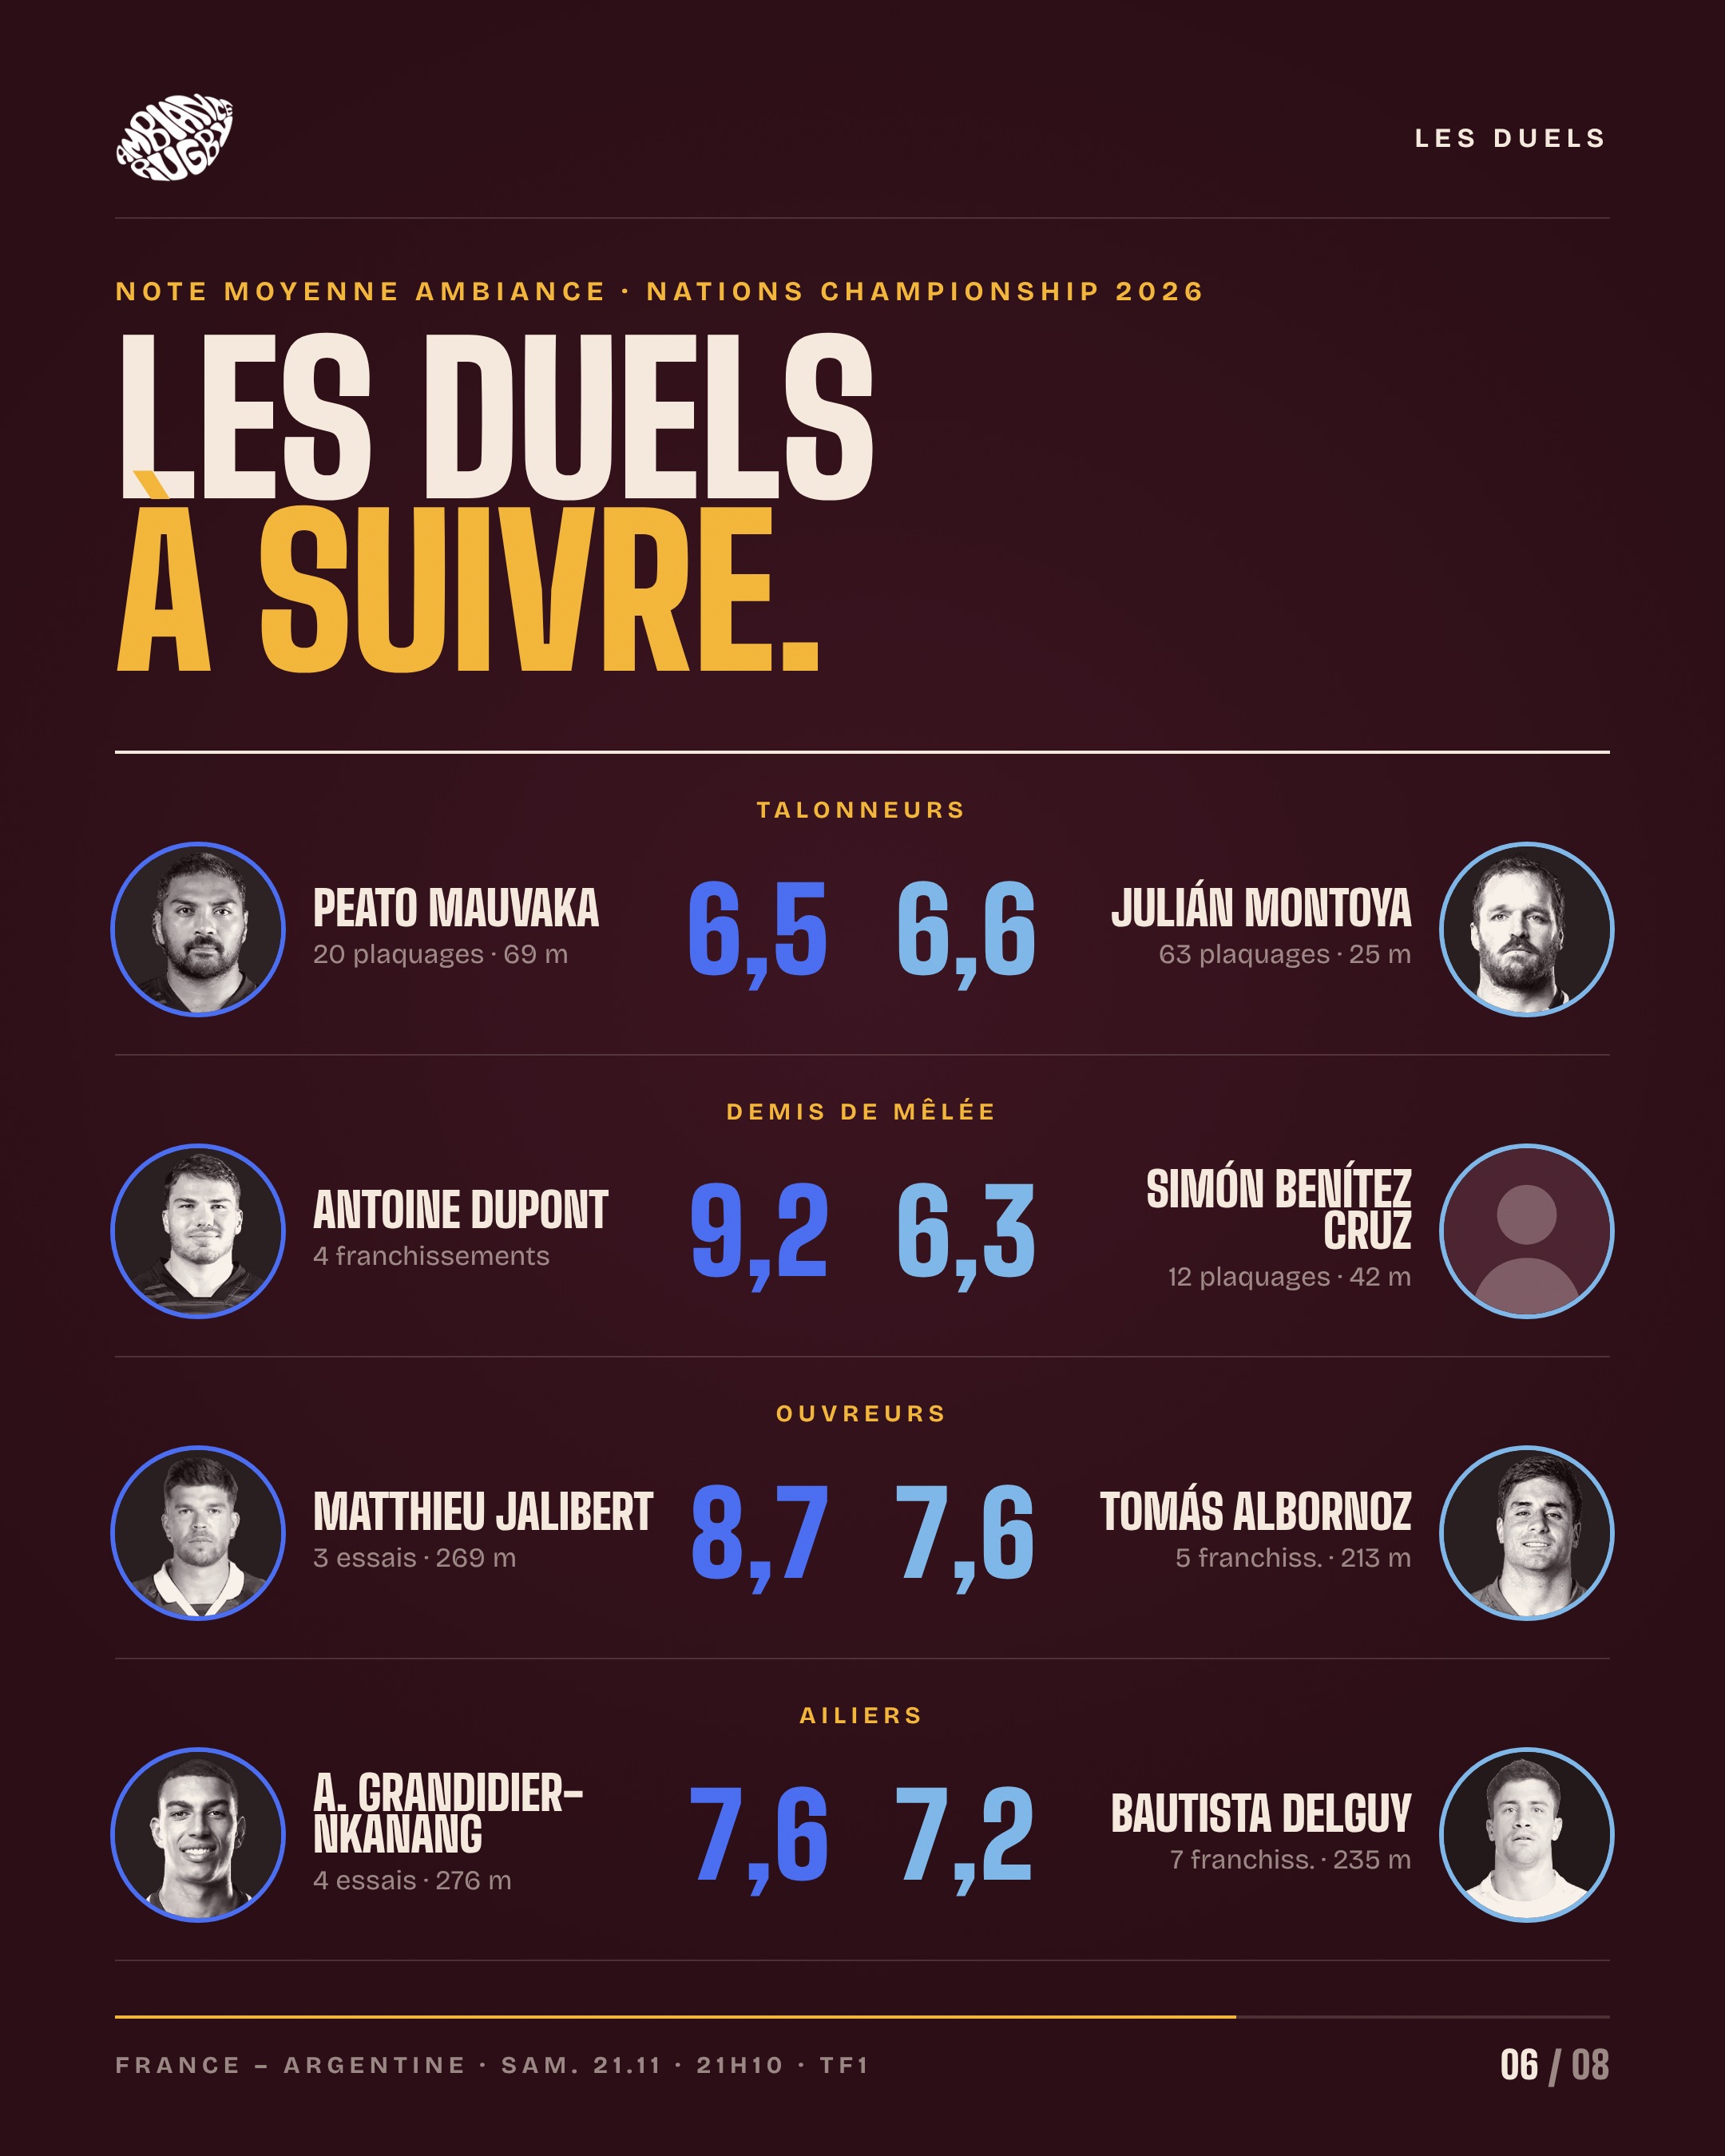 AMBIANCE
RUGBY
LES DUELS
NOTE MOYENNE AMBIANCE · NATIONS CHAMPIONSHIP 2026
LES DUELS
À SUIVRE.
TALONNEURS
PEATO MAUVAKA
20 plaquages · 69 m
6,5 6,6
JULIÁN MONTOYA
63 plaquages · 25 m
DEMIS DE MÊLÉE
ANTOINE DUPONT
4 franchissements
9,2 6,3
SIMÓN BENÍTEZ
CRUZ
12 plaquages · 42 m
OUVREURS
MATTHIEU JALIBERT
3 essais · 269 m
8,7 7,6
TOMÁS ALBORNOZ
5 franchiss. · 213 m
AILIERS
A. GRANDIDIER-
NKANANG
4 essais · 276 m
7,6 7,2
BAUTISTA DELGUY
7 franchiss. · 235 m
FRANCE – ARGENTINE · SAM. 21.11 · 21H10 · TF1
06 / 08